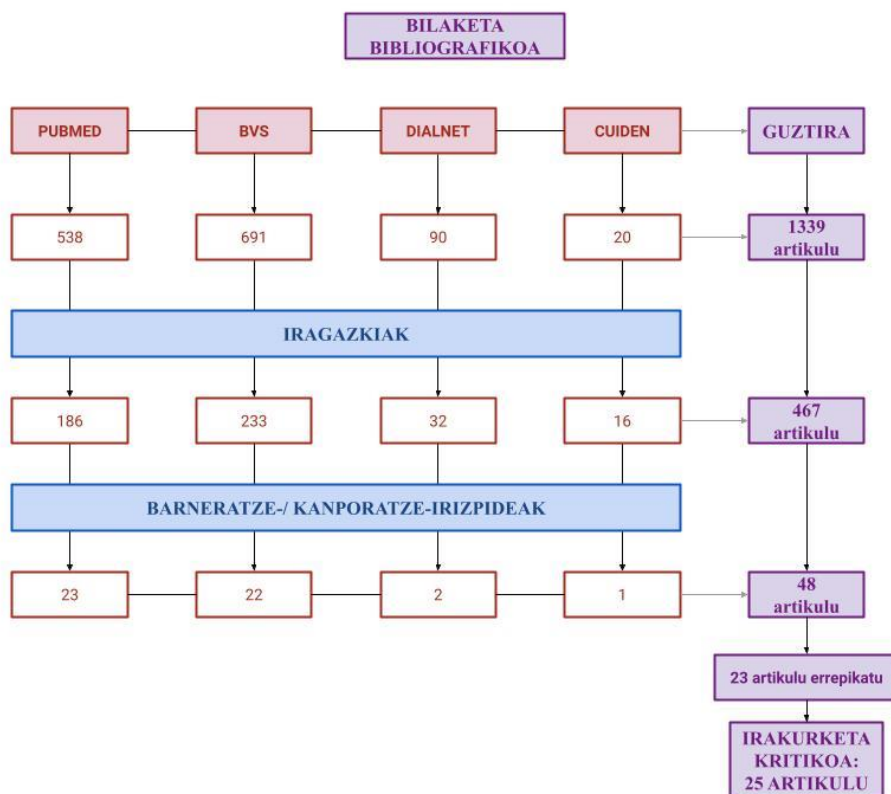 BILAKETA
BIBLIOGRAFIKOA
PUBMED
BVS
DIALNET
CUIDEN
GUZTIRA
538
691
90
20
1339
artikulu
IRAGAZKIAK
186
233
32
16
467
artikulu
BARNERATZE-/ KANPORATZE-IRIZPIDEAK
23
22
2
1
48
artikulu
23 artikulu errepikatu
IRAKURKETA
KRITIKOA:
25 ARTIKULU